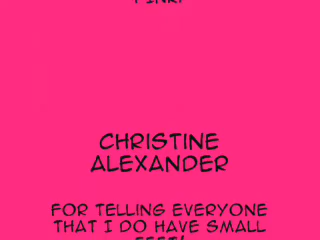 CHRISTINE
ALEXANDER
FOR TELLING EVERYONE
THAT I DO HAVE SMALL